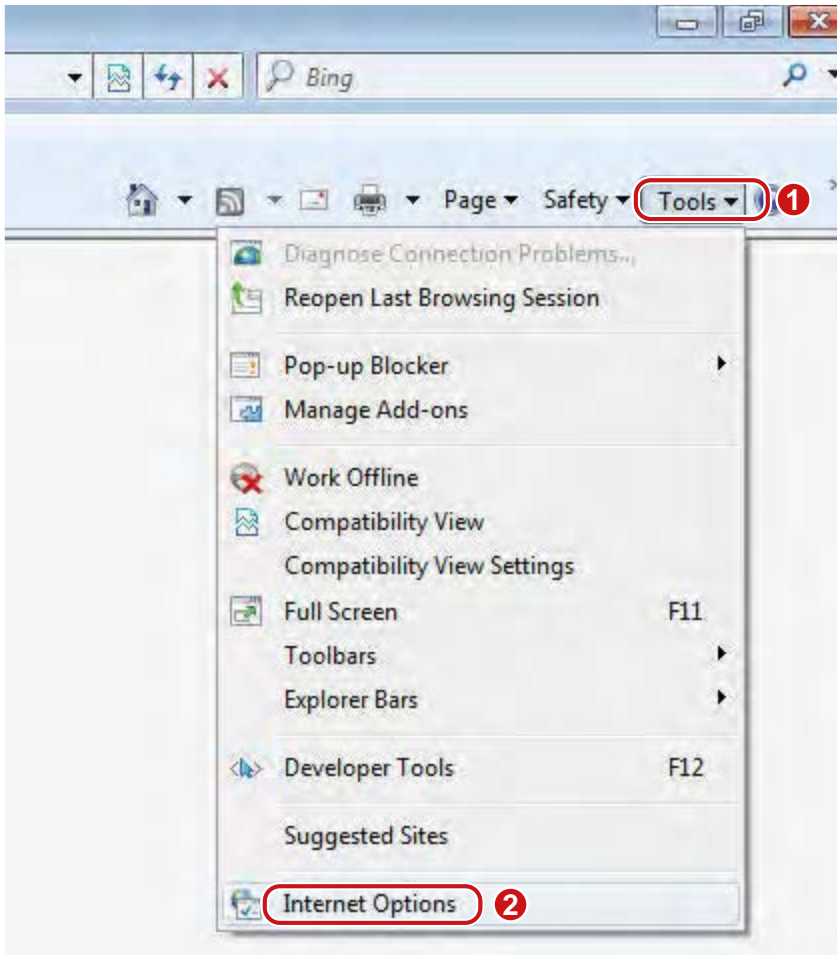 Bing
Page Safety Tools 1
Diagnose Connection Problems...
Reopen Last Browsing Session
Pop-up Blocker
Manage Add-ons
Work Offline
Compatibility View
Compatibility View Settings
Full Screen F11
Toolbars
Explorer Bars
Developer Tools F12
Suggested Sites
Internet Options 2